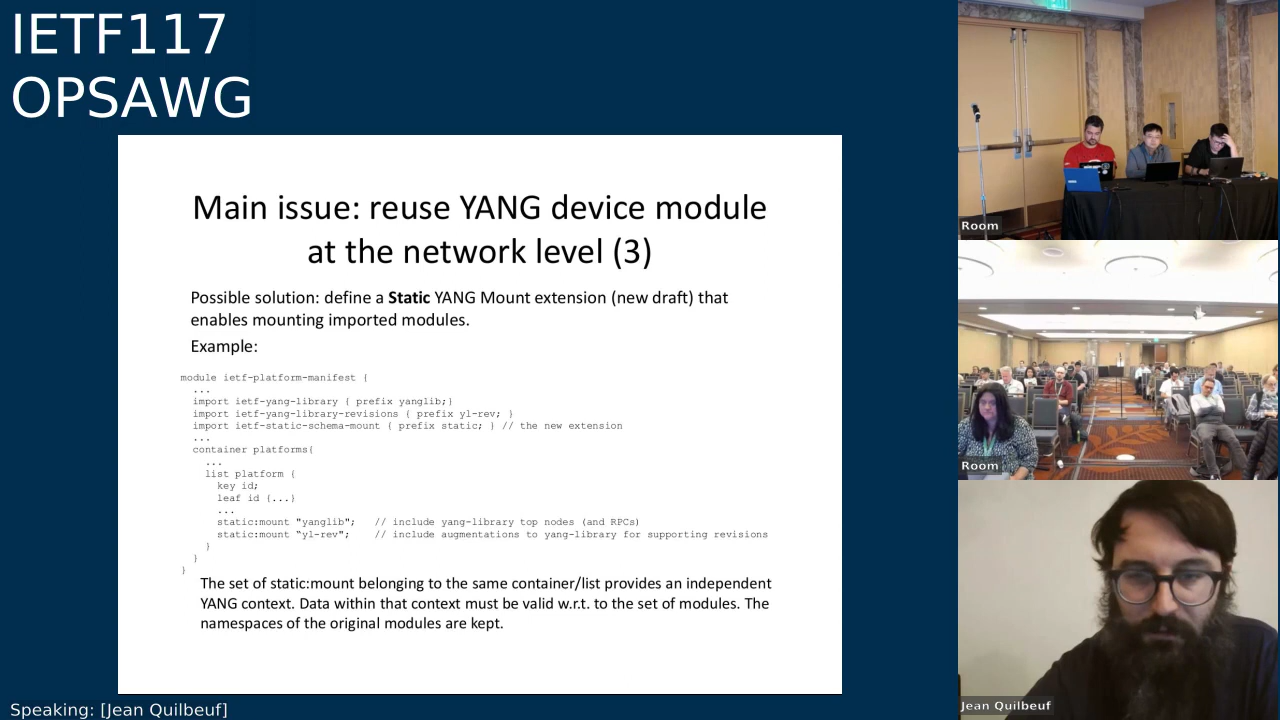 IETF117
OPSAWG
Main issue: reuse YANG device module
at the network level (3)
Possible solution: define a Static YANG Mount extension (new draft) that
enables mounting imported modules.
Example:
module ietf-platform-manifest {
...
import ietf-yang-library { prefix yanglib;}
import ietf-yang-library-revisions { prefix yl-rev; }
import ietf-static-schema-mount { prefix static; } // the new extension
...
container platforms{
...
list platform {
key id;
leaf id {...}
...
static:mount "yanglib"; // include yang-library top nodes (and RPCs)
static:mount "yl-rev"; // include augmentations to yang-library for supporting revisions
}
}
}
The set of static:mount belonging to the same container/list provides an independent
YANG context. Data within that context must be valid w.r.t. to the set of modules. The
namespaces of the original modules are kept.
Room
Room
Jean Quilbeuf
Speaking: [Jean Quilbeuf]